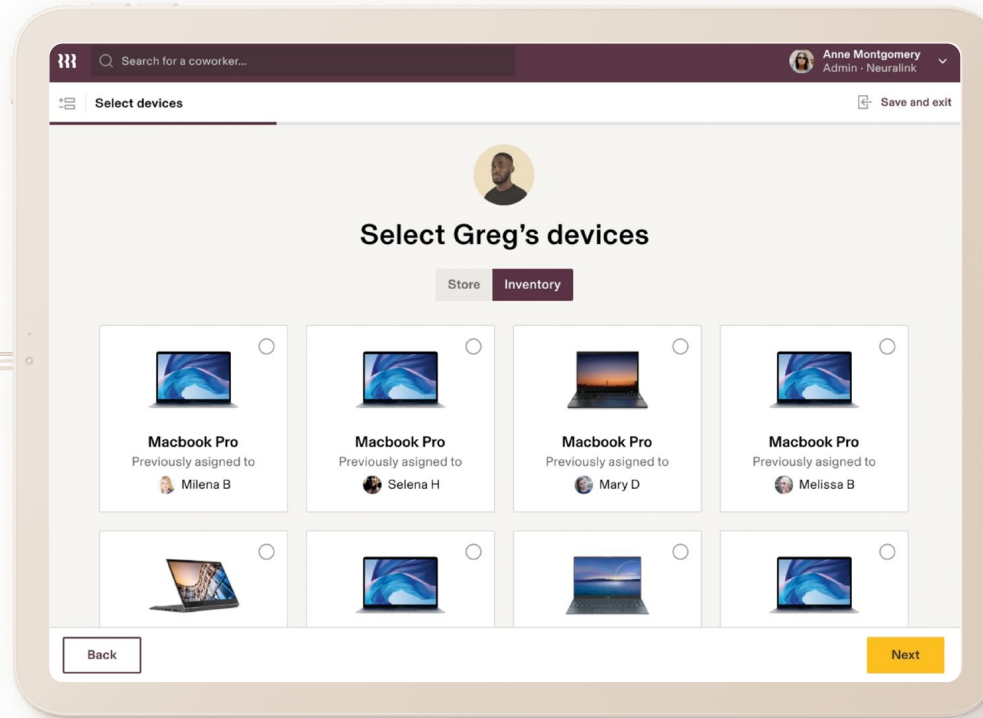 Search for a coworker...
Anne Montgomery
Admin · Neuralink
Select devices
Save and exit
Select Greg’s devices
Store
Inventory
Macbook Pro
Previously asigned to
Milena B
Macbook Pro
Previously asigned to
Selena H
Macbook Pro
Previously asigned to
Mary D
Macbook Pro
Previously asigned to
Melissa B
Back
Next